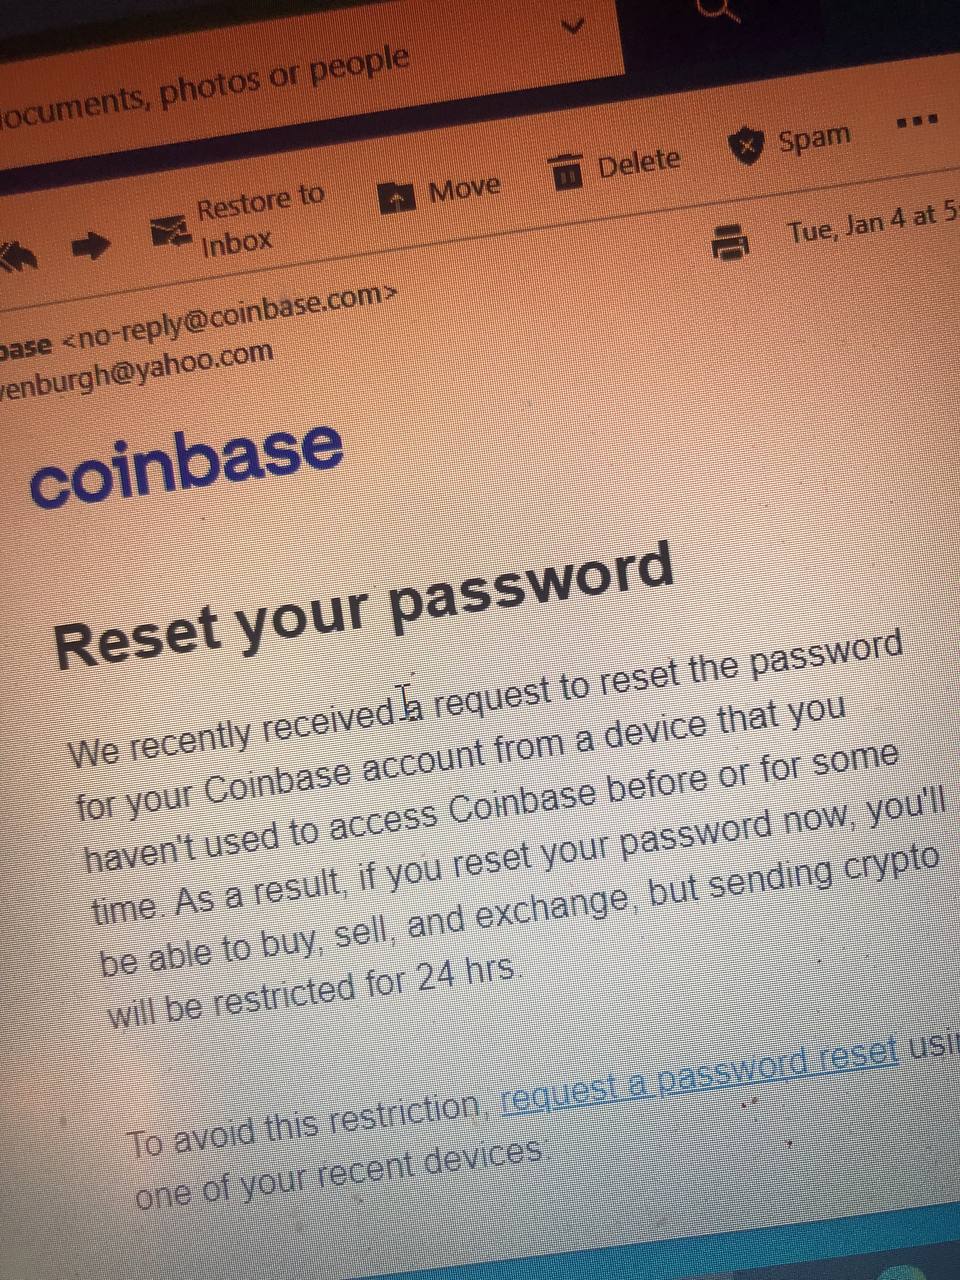 documents, photos or people
Restore to
Inbox
Move
Delete
Spam
Tue, Jan 4 at 5:
base <no-reply@coinbase.com>
venburgh@yahoo.com
coinbase
Reset your password
We recently received a request to reset the password
for your Coinbase account from a device that you
haven't used to access Coinbase before or for some
time. As a result, if you reset your password now, you'll
be able to buy, sell, and exchange, but sending crypto
will be restricted for 24 hrs.
To avoid this restriction, request a password reset usin
one of your recent devices.